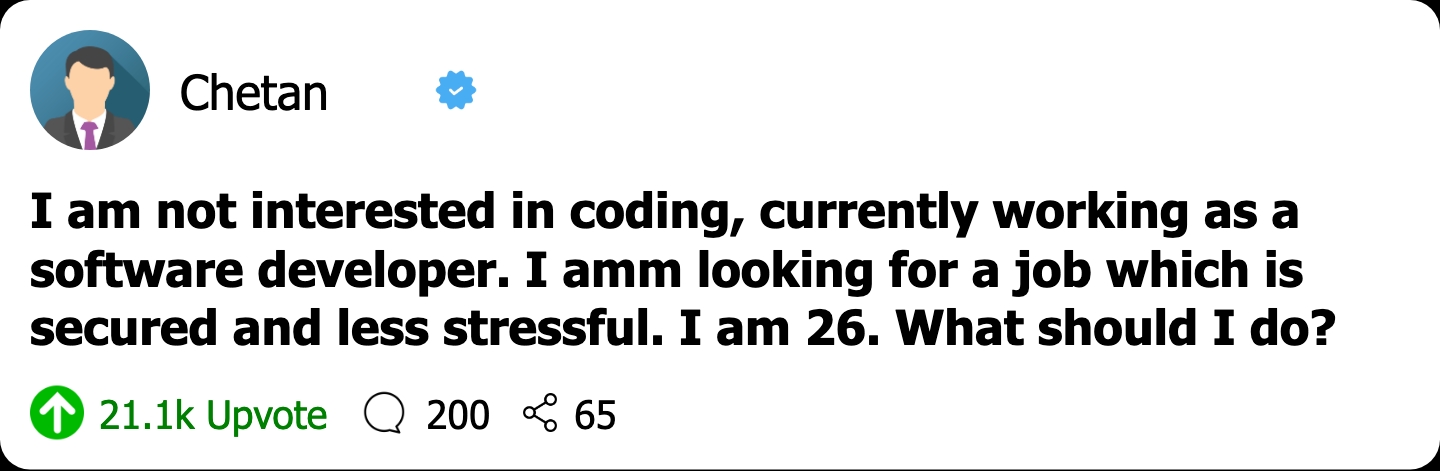 Chetan
I am not interested in coding, currently working as a
software developer. I amm looking for a job which is
secured and less stressful. I am 26. What should I do?
21.1k Upvote 200 65